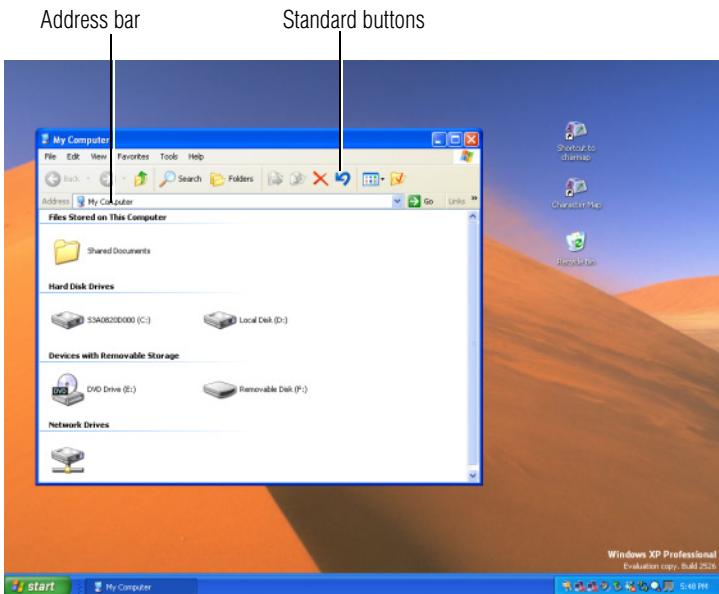 Address bar
Standard buttons
My Computer
File Edit View Favorites Tools Help
Back Search Folders
Address My Computer Go Links »
Files Stored on This Computer
Shared Documents
Hard Disk Drives
S3A0820D000 (C:) Local Disk (D:)
Devices with Removable Storage
DVD
DVD Drive (E:) Removable Disk (F:)
Network Drives
Shortcut to
charmap
Character Map
Recycle Bin
Windows XP Professional
Evaluation copy. Build 2526
start My Computer 5:48 PM